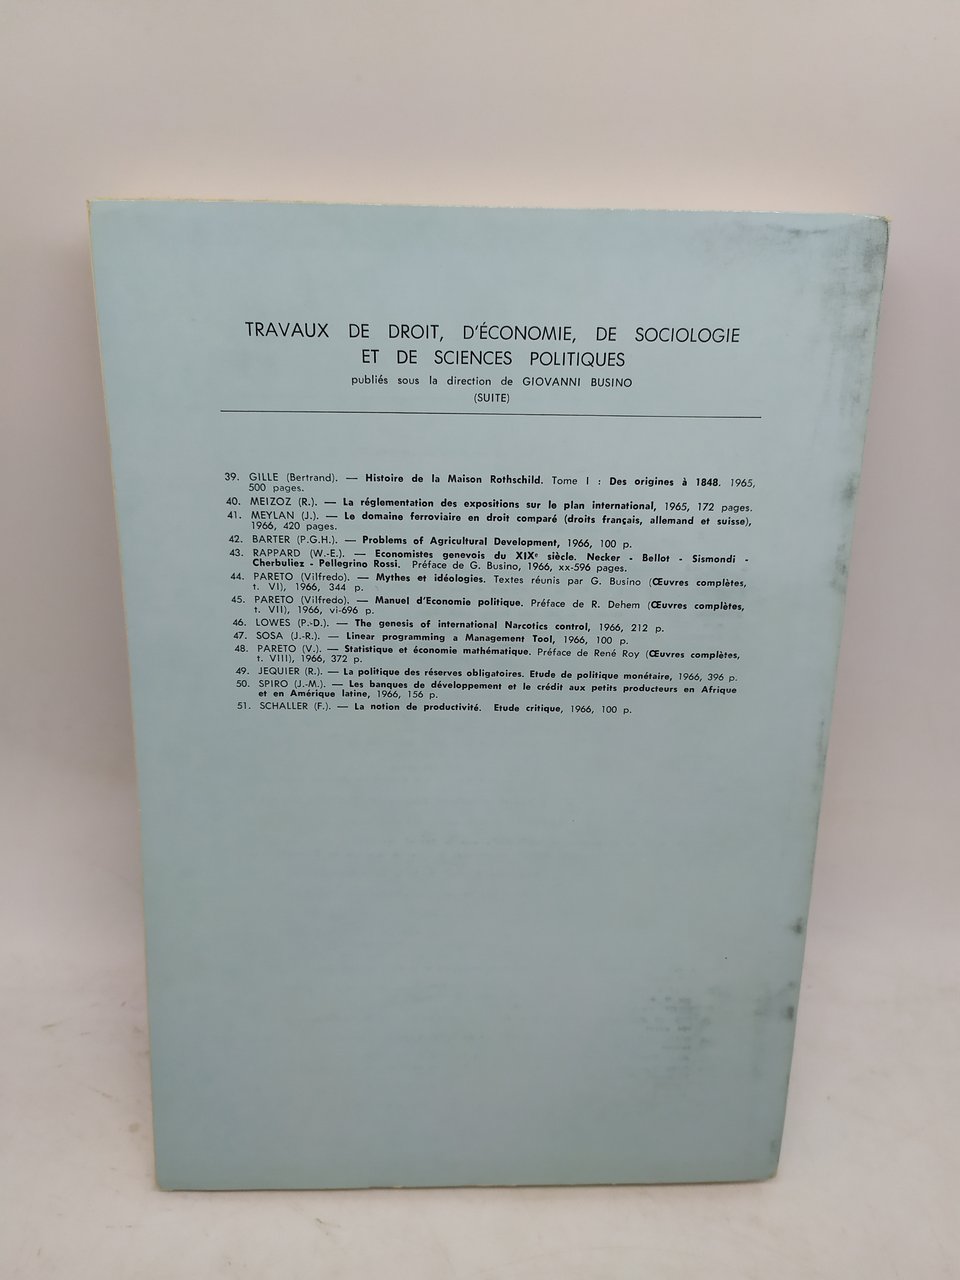 TRAVAUX DE DROIT, D'ÉCONOMIE, DE SOCIOLOGIE
ET DE SCIENCES POLITIQUES
publiés sous la direction de GIOVANNI BUSINO
(SUITE)
39. GILLE (Bertrand). — Histoire de la Maison Rothschild. Tome I : Des origines à 1848. 1965,
500 pages.
40. MEIZOZ (R.). — La réglementation des expositions sur le plan international, 1965, 172 pages.
41. MEYLAN (J.). — Le domaine ferroviaire en droit comparé (droits français, allemand et suisse),
1966, 420 pages.
42. BARTER (P.G.H.). — Problems of Agricultural Development, 1966, 100 p.
43. RAPPARD (W.-E.). — Economistes genevois du XIXe siècle. Necker - Bellot - Sismondi -
Cherbuliez - Pellegrino Rossi. Préface de G. Busino, 1966, xx-596 pages.
44. PARETO (Vilfredo). — Mythes et idéologies. Textes réunis par G. Busino (Œuvres complètes,
t. VI), 1966, 344 p.
45. PARETO (Vilfredo). — Manuel d'Economie politique. Préface de R. Dehem (Œuvres complètes,
t. VII), 1966, vi-696 p.
46. LOWES (P.-D.). — The genesis of international Narcotics control, 1966, 212 p.
47. SOSA (J.-R.). — Linear programming a Management Tool, 1966, 100 p.
48. PARETO (V.). — Statistique et économie mathématique. Préface de René Roy (Œuvres complètes,
t. VIII), 1966, 372 p.
49. JEQUIER (R.). — La politique des réserves obligatoires. Etude de politique monétaire, 1966, 396 p.
50. SPIRO (J.-M.). — Les banques de développement et le crédit aux petits producteurs en Afrique
et en Amérique latine, 1966, 156 p.
51. SCHALLER (F.). — La notion de productivité. Etude critique, 1966, 100 p.